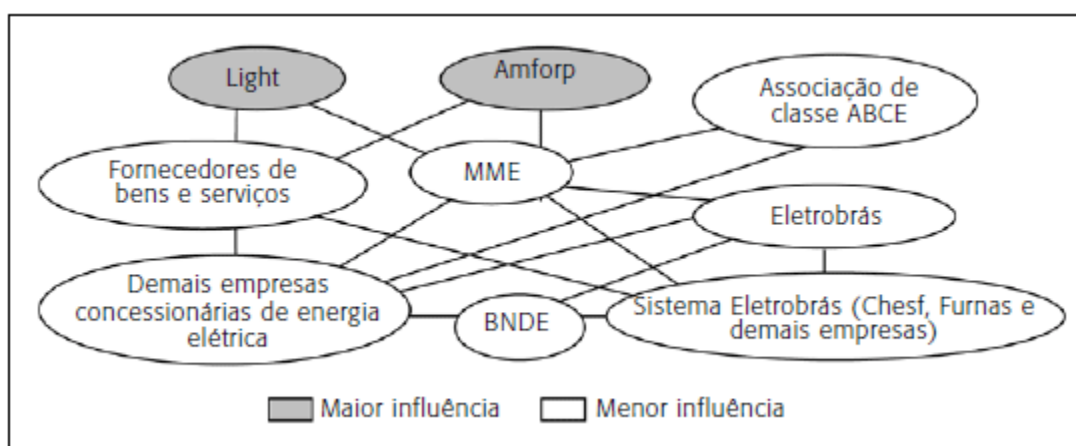 Light
Amforp
Associação de
classe ABCE
Fornecedores de
bens e serviços
MME
Eletrobrás
Demais empresas
concessionárias de energia
elétrica
BNDE
Sistema Eletrobrás (Chesf, Furnas e
demais empresas)
Maior influência
Menor influência